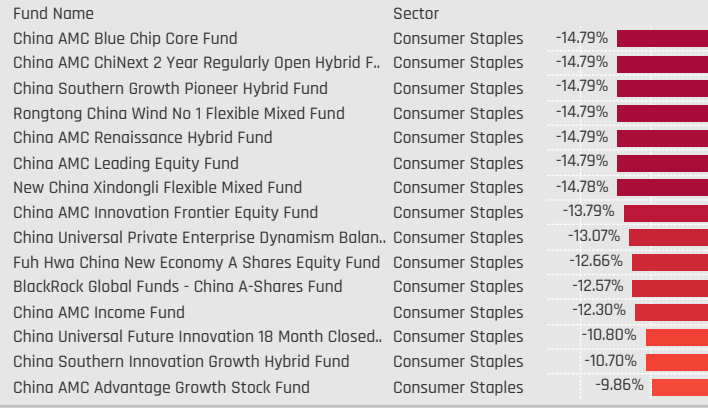 Fund Name Sector
China AMC Blue Chip Core Fund Consumer Staples -14.79%
China AMC ChiNext 2 Year Regularly Open Hybrid F.. Consumer Staples -14.79%
China Southern Growth Pioneer Hybrid Fund Consumer Staples -14.79%
Rongtong China Wind No 1 Flexible Mixed Fund Consumer Staples -14.79%
China AMC Renaissance Hybrid Fund Consumer Staples -14.79%
China AMC Leading Equity Fund Consumer Staples -14.79%
New China Xindongli Flexible Mixed Fund Consumer Staples -14.78%
China AMC Innovation Frontier Equity Fund Consumer Staples -13.79%
China Universal Private Enterprise Dynamism Balan.. Consumer Staples -13.07%
Fuh Hwa China New Economy A Shares Equity Fund Consumer Staples -12.66%
BlackRock Global Funds - China A-Shares Fund Consumer Staples -12.57%
China AMC Income Fund Consumer Staples -12.30%
China Universal Future Innovation 18 Month Closed.. Consumer Staples -10.80%
China Southern Innovation Growth Hybrid Fund Consumer Staples -10.70%
China AMC Advantage Growth Stock Fund Consumer Staples -9.86%